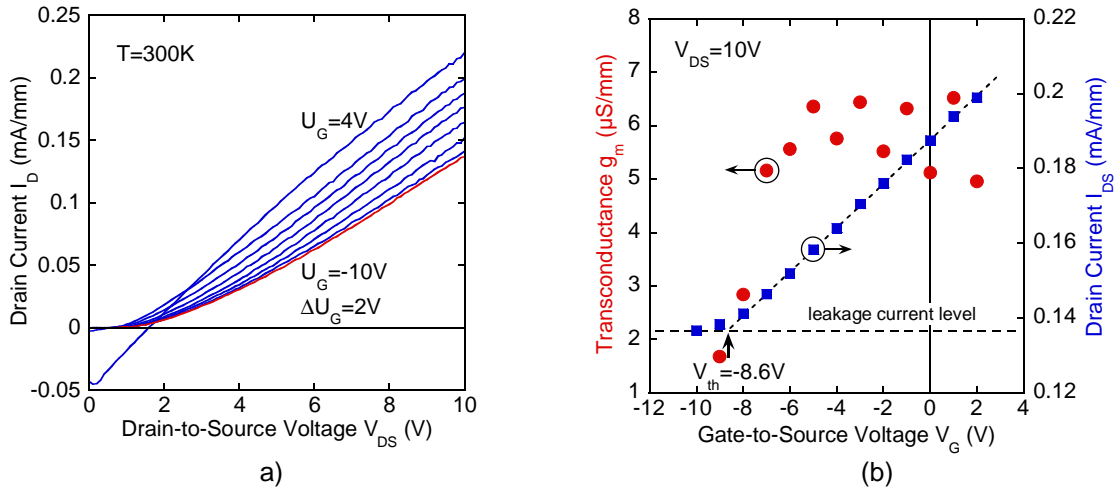 T=300K
U_G=4V
U_G=-10V
ΔU_G=2V
Drain Current I_D (mA/mm)
0.25
0.2
0.15
0.1
0.05
0
-0.05
0 2 4 6 8 10
Drain-to-Source Voltage V_DS (V)
a)
V_DS=10V
leakage current level
V_th=-8.6V
Transconductance g_m (µS/mm)
8
7
6
5
4
3
2
1
Drain Current I_DS (mA/mm)
0.22
0.20
0.18
0.16
0.14
0.12
-12 -10 -8 -6 -4 -2 0 2 4
Gate-to-Source Voltage V_G (V)
(b)